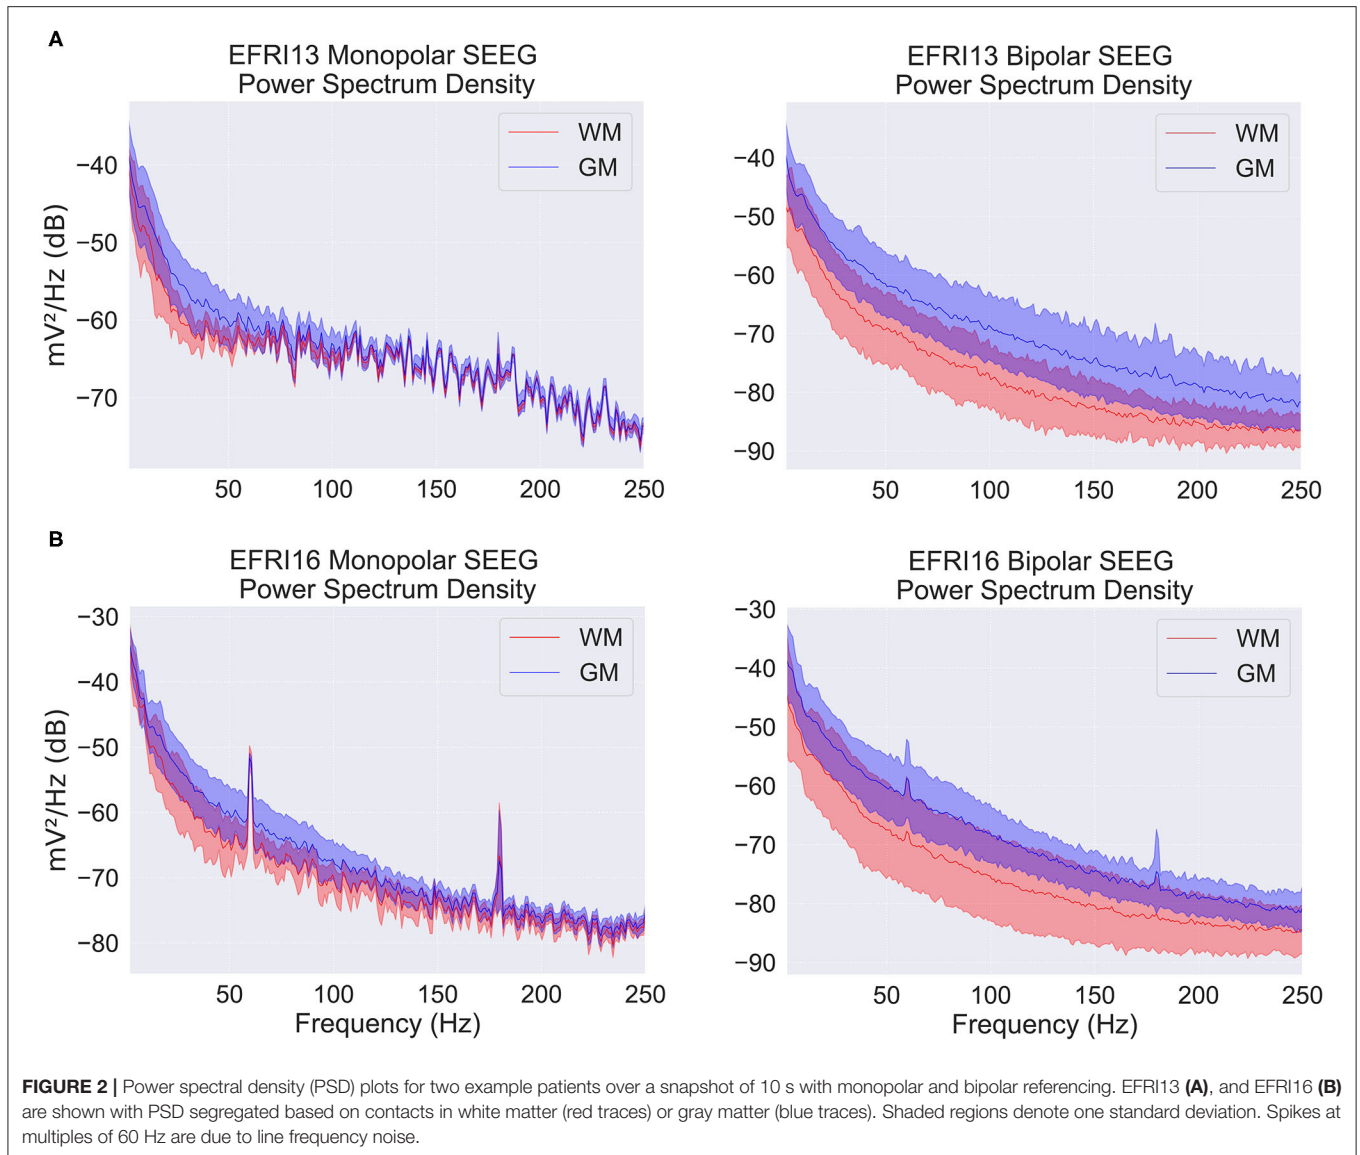 A
EFRI13 Monopolar SEEG
Power Spectrum Density
WM
GM
mV²/Hz (dB)
−40
−50
−60
−70
50 100 150 200 250
EFRI13 Bipolar SEEG
Power Spectrum Density
WM
GM
−40
−50
−60
−70
−80
−90
50 100 150 200 250
B
EFRI16 Monopolar SEEG
Power Spectrum Density
WM
GM
mV²/Hz (dB)
−30
−40
−50
−60
−70
−80
50 100 150 200 250
Frequency (Hz)
EFRI16 Bipolar SEEG
Power Spectrum Density
WM
GM
−30
−40
−50
−60
−70
−80
−90
50 100 150 200 250
Frequency (Hz)
FIGURE 2 | Power spectral density (PSD) plots for two example patients over a snapshot of 10 s with monopolar and bipolar referencing. EFRI13 (A), and EFRI16 (B)
are shown with PSD segregated based on contacts in white matter (red traces) or gray matter (blue traces). Shaded regions denote one standard deviation. Spikes at
multiples of 60 Hz are due to line frequency noise.